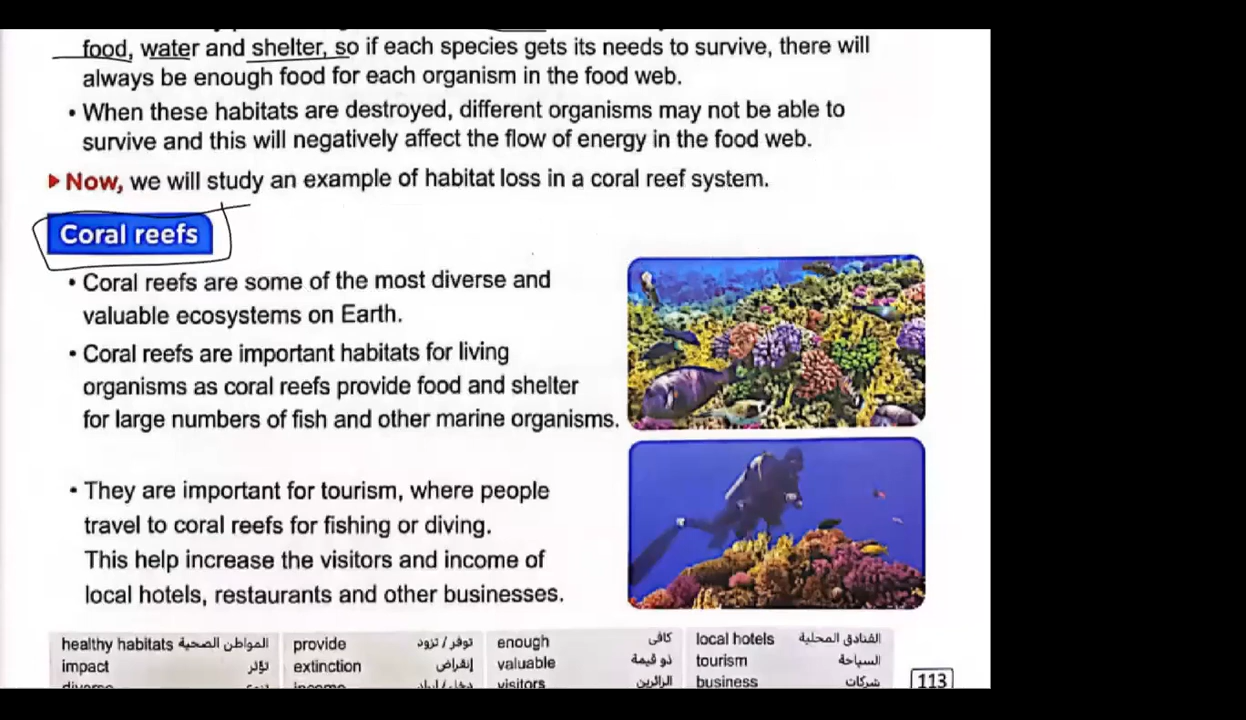 food, water and shelter, so if each species gets its needs to survive, there will
always be enough food for each organism in the food web.
• When these habitats are destroyed, different organisms may not be able to
survive and this will negatively affect the flow of energy in the food web.
▶ Now, we will study an example of habitat loss in a coral reef system.
Coral reefs
• Coral reefs are some of the most diverse and
valuable ecosystems on Earth.
• Coral reefs are important habitats for living
organisms as coral reefs provide food and shelter
for large numbers of fish and other marine organisms.
• They are important for tourism, where people
travel to coral reefs for fishing or diving.
This help increase the visitors and income of
local hotels, restaurants and other businesses.
healthy habitats المواطن الصحية provide توفر / تزود enough كافى local hotels الفنادق المحلية
impact تؤثر extinction إنقراض valuable ذو قيمة tourism السياحة
diverse income visitors الزائرين business شركات
113